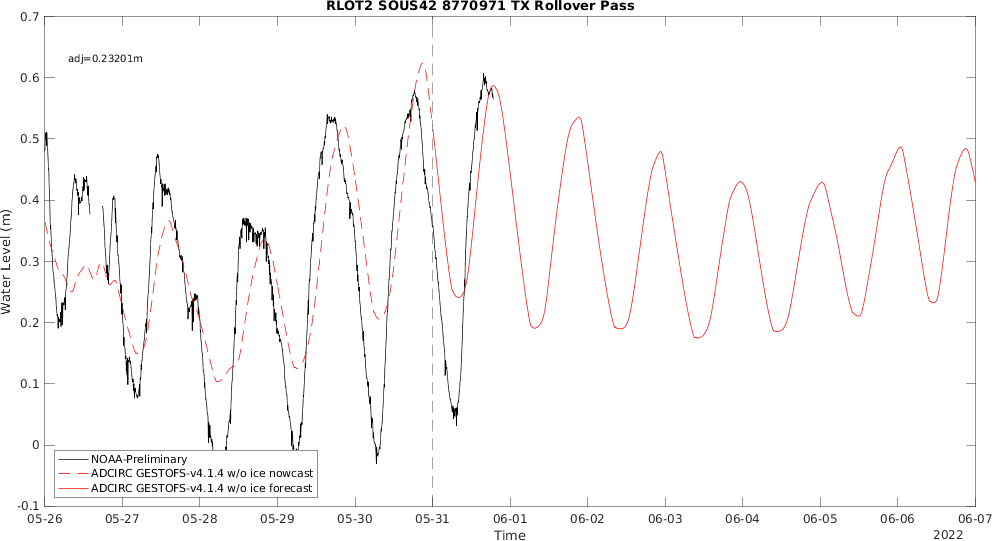 RLOT2 SOUS42 8770971 TX Rollover Pass
adj=0.23201m
0.7
0.6
0.5
0.4
0.3
0.2
0.1
0
-0.1
Water Level (m)
NOAA-Preliminary
ADCIRC GESTOFS-v4.1.4 w/o ice nowcast
ADCIRC GESTOFS-v4.1.4 w/o ice forecast
05-26 05-27 05-28 05-29 05-30 05-31 06-01 06-02 06-03 06-04 06-05 06-06 06-07
Time
2022